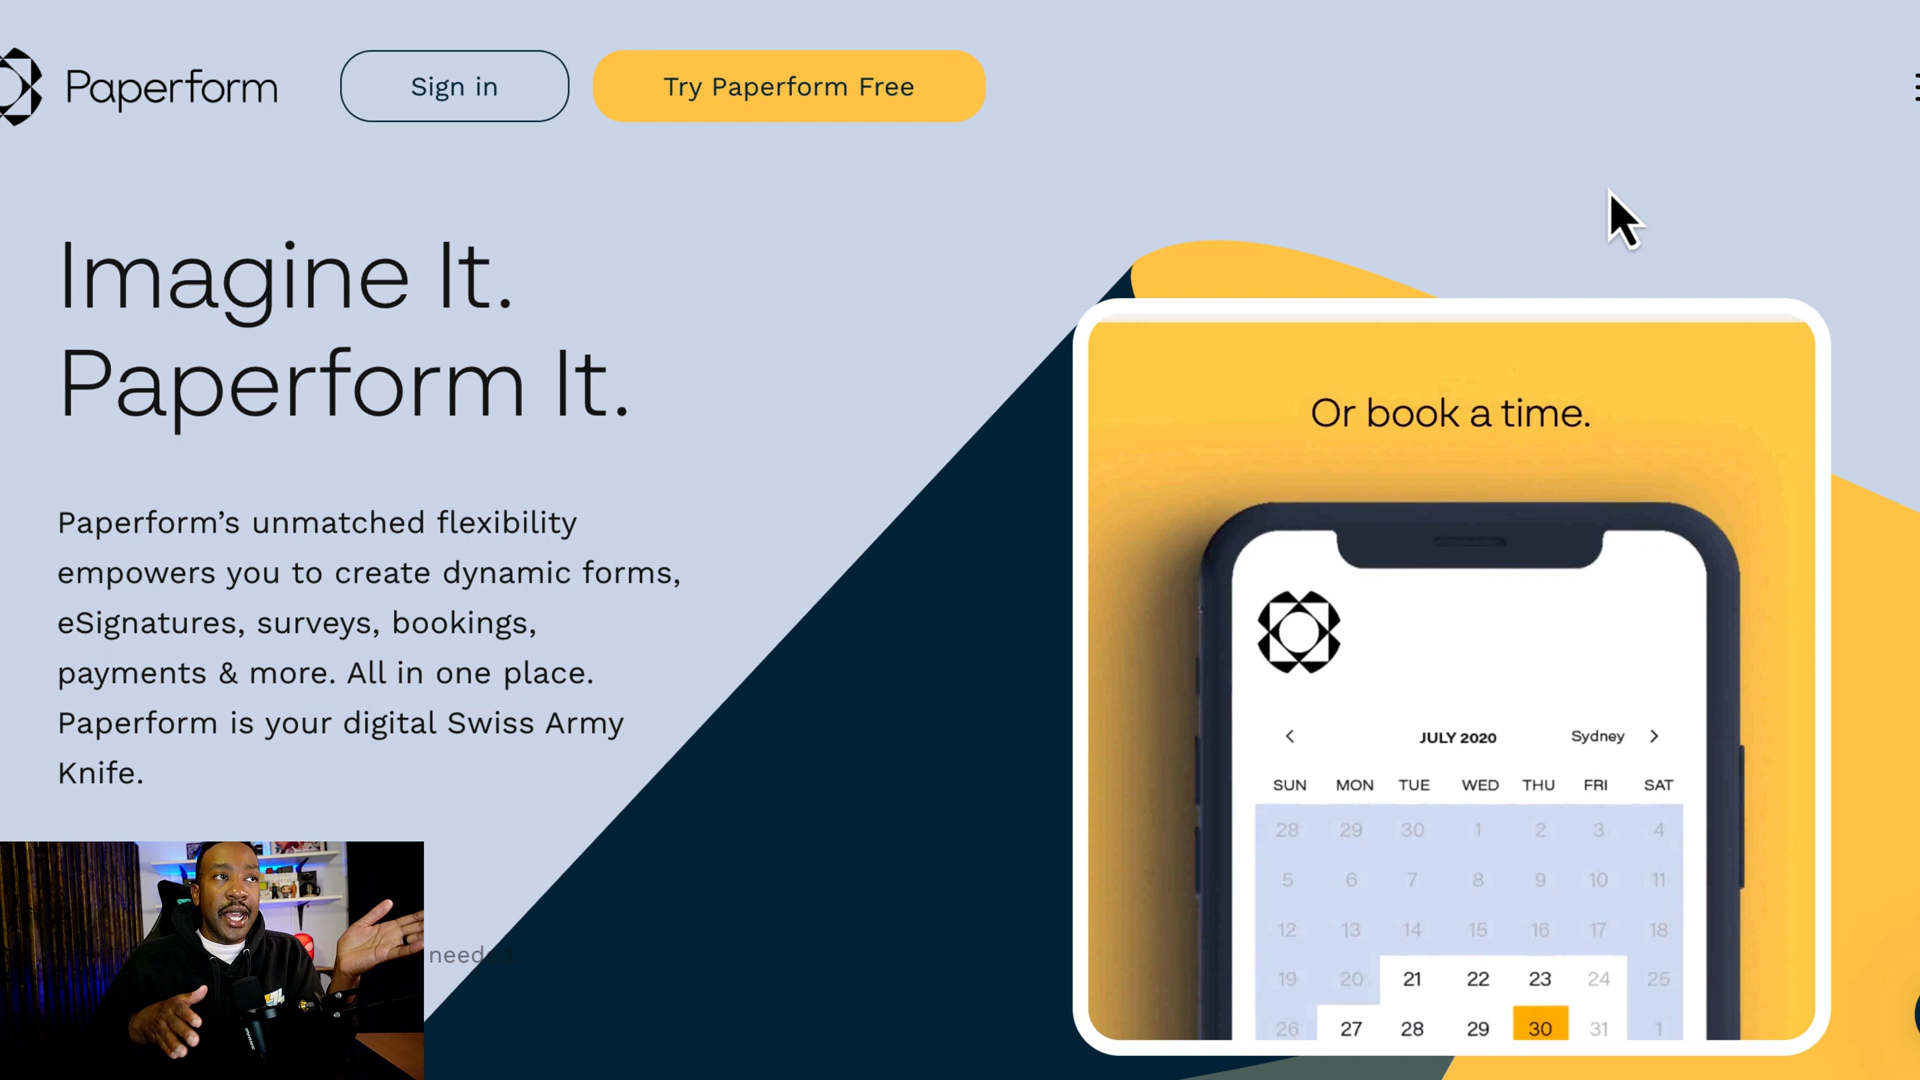 Paperform
Sign in
Try Paperform Free
Imagine It.
Paperform It.
Paperform’s unmatched flexibility
empowers you to create dynamic forms,
eSignatures, surveys, bookings,
payments & more. All in one place.
Paperform is your digital Swiss Army
Knife.
needed
Or book a time.
JULY 2020
Sydney
SUN MON TUE WED THU FRI SAT
28 29 30 1 2 3 4
5 6 7 8 9 10 11
12 13 14 15 16 17 18
19 20 21 22 23 24 25
26 27 28 29 30 31 1